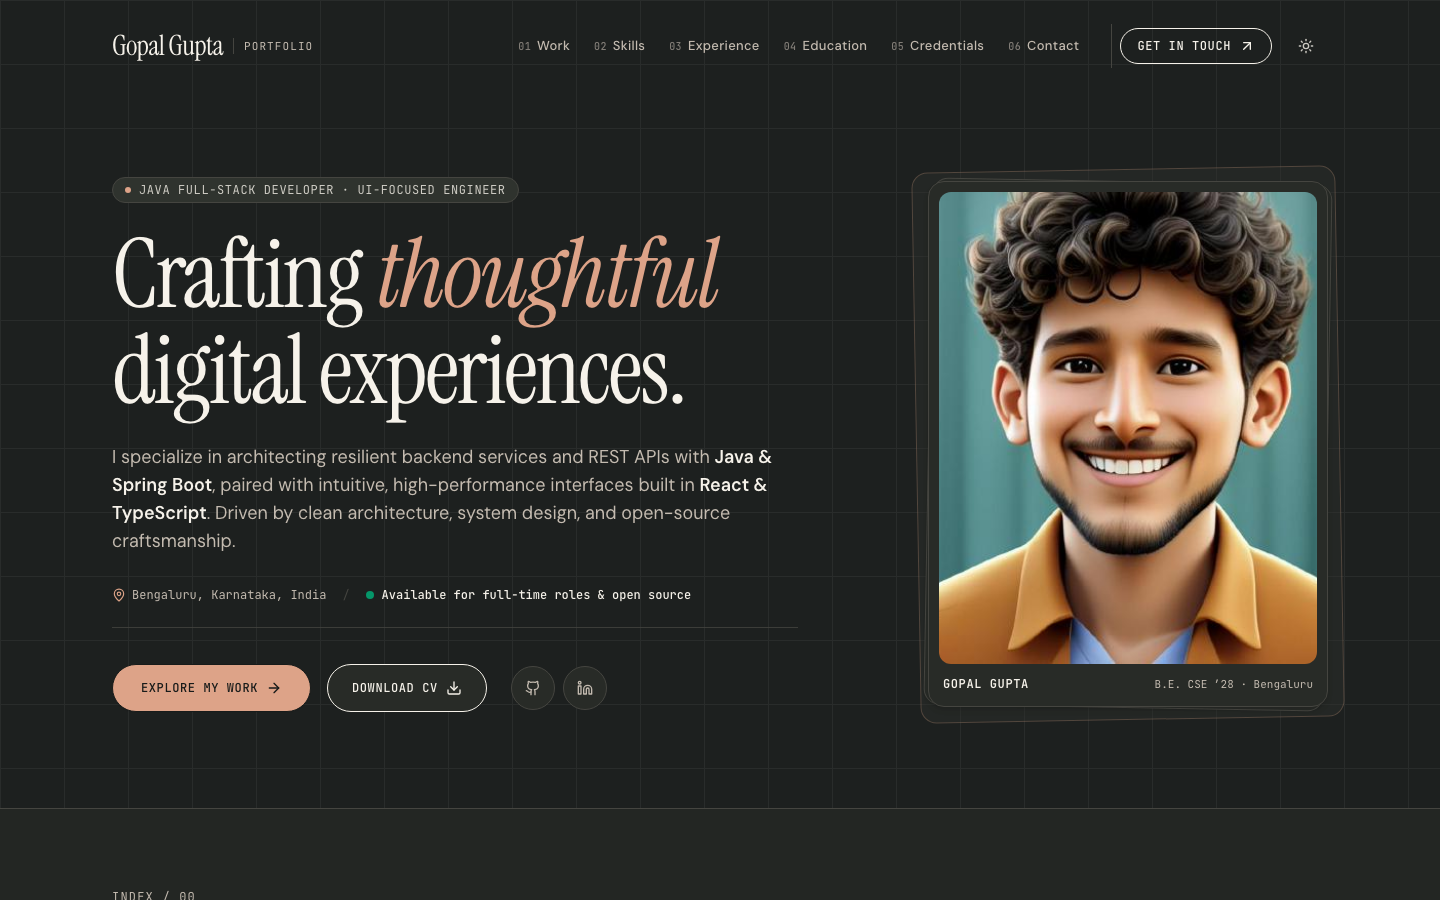 Gopal Gupta PORTFOLIO 01 Work 02 Skills 03 Experience 04 Education 05 Credentials 06 Contact GET IN TOUCH
JAVA FULL-STACK DEVELOPER · UI-FOCUSED ENGINEER
Crafting thoughtful
digital experiences.
I specialize in architecting resilient backend services and REST APIs with Java &
Spring Boot, paired with intuitive, high-performance interfaces built in React &
TypeScript. Driven by clean architecture, system design, and open-source
craftsmanship.
Bengaluru, Karnataka, India / Available for full-time roles & open source
EXPLORE MY WORK DOWNLOAD CV
GOPAL GUPTA B.E. CSE ’28 · Bengaluru
INDEX / 00